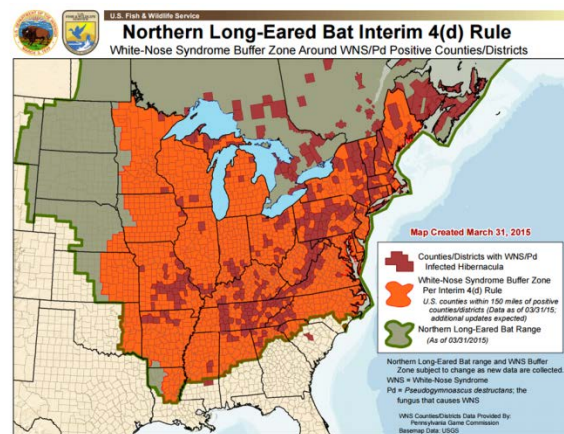 U.S. Fish & Wildlife Service
Northern Long-Eared Bat Interim 4(d) Rule
White-Nose Syndrome Buffer Zone Around WNS/Pd Positive Counties/Districts
Map Created March 31, 2015
Counties/Districts with WNS/Pd
Infected Hibernacula
White-Nose Syndrome Buffer Zone
Per Interim 4(d) Rule
U.S. counties within 150 miles of positive
counties/districts (Data as of 03/31/15;
additional updates expected)
Northern Long-Eared Bat Range
(As of 03/31/2015)
Northern Long-Eared Bat range and WNS Buffer
Zone subject to change as new data are collected.
WNS = White-Nose Syndrome
Pd = Pseudogymnoascus destructans; the
fungus that causes WNS
WNS Counties/Districts Data Provided By:
Pennsylvania Game Commission
Basemap Data: USGS